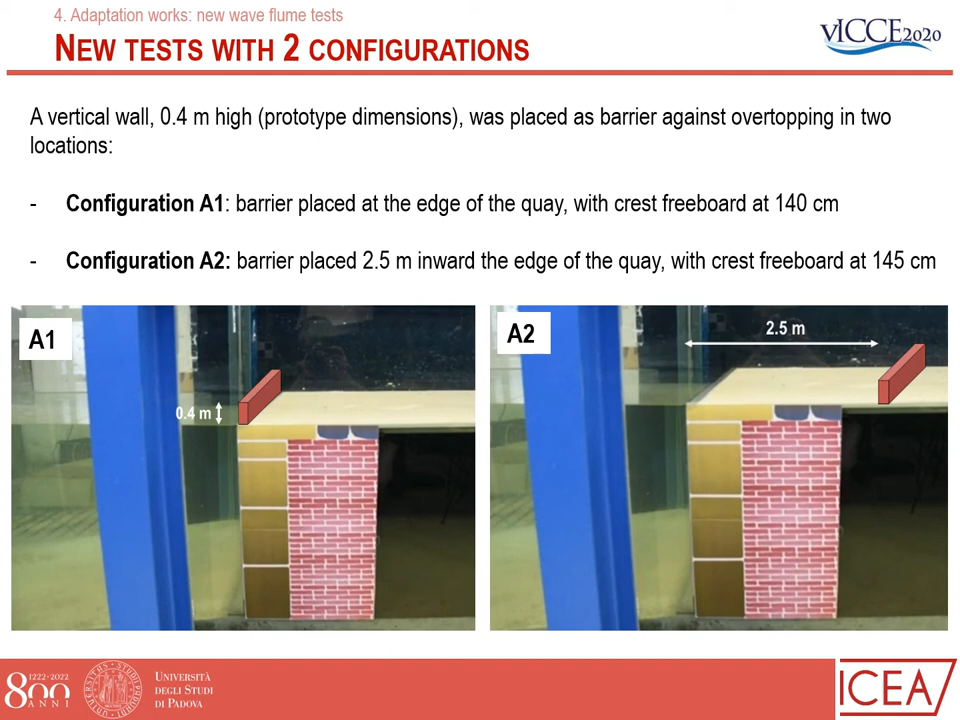 4. Adaptation works: new wave flume tests
NEW TESTS WITH 2 CONFIGURATIONS
vICCE2020
A vertical wall, 0.4 m high (prototype dimensions), was placed as barrier against overtopping in two
locations:
- Configuration A1: barrier placed at the edge of the quay, with crest freeboard at 140 cm
- Configuration A2: barrier placed 2.5 m inward the edge of the quay, with crest freeboard at 145 cm
A1
0.4 m
A2
2.5 m
1222·2022
800
ANNI
UNIVERSITÀ
DEGLI STUDI
DI PADOVA
ICEA